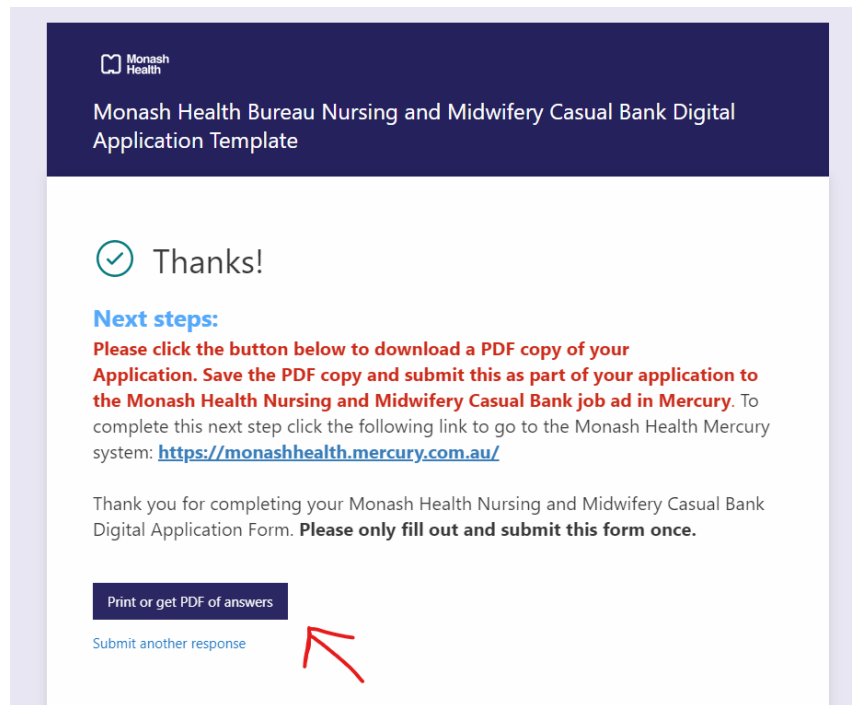 Monash
Health
Monash Health Bureau Nursing and Midwifery Casual Bank Digital
Application Template
Thanks!
Next steps:
Please click the button below to download a PDF copy of your
Application. Save the PDF copy and submit this as part of your application to
the Monash Health Nursing and Midwifery Casual Bank job ad in Mercury. To
complete this next step click the following link to go to the Monash Health Mercury
system: https://monashhealth.mercury.com.au/
Thank you for completing your Monash Health Nursing and Midwifery Casual Bank
Digital Application Form. Please only fill out and submit this form once.
Print or get PDF of answers
Submit another response